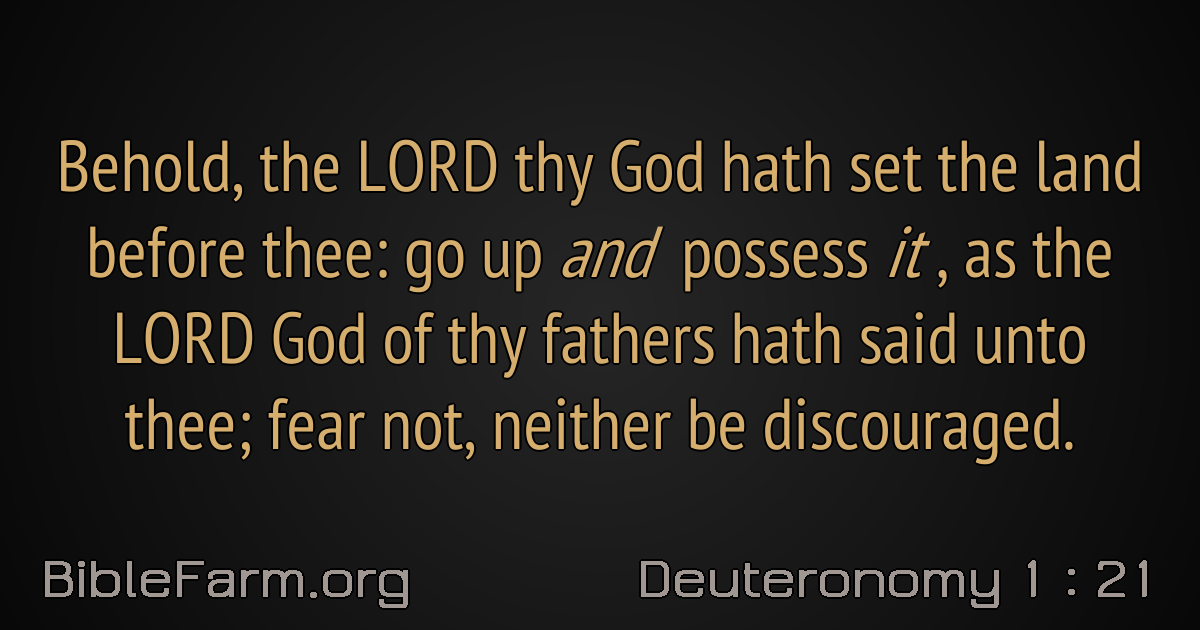 Behold, the LORD thy God hath set the land
before thee: go up and possess it , as the
LORD God of thy fathers hath said unto
thee; fear not, neither be discouraged.
BibleFarm.org
Deuteronomy 1 : 21